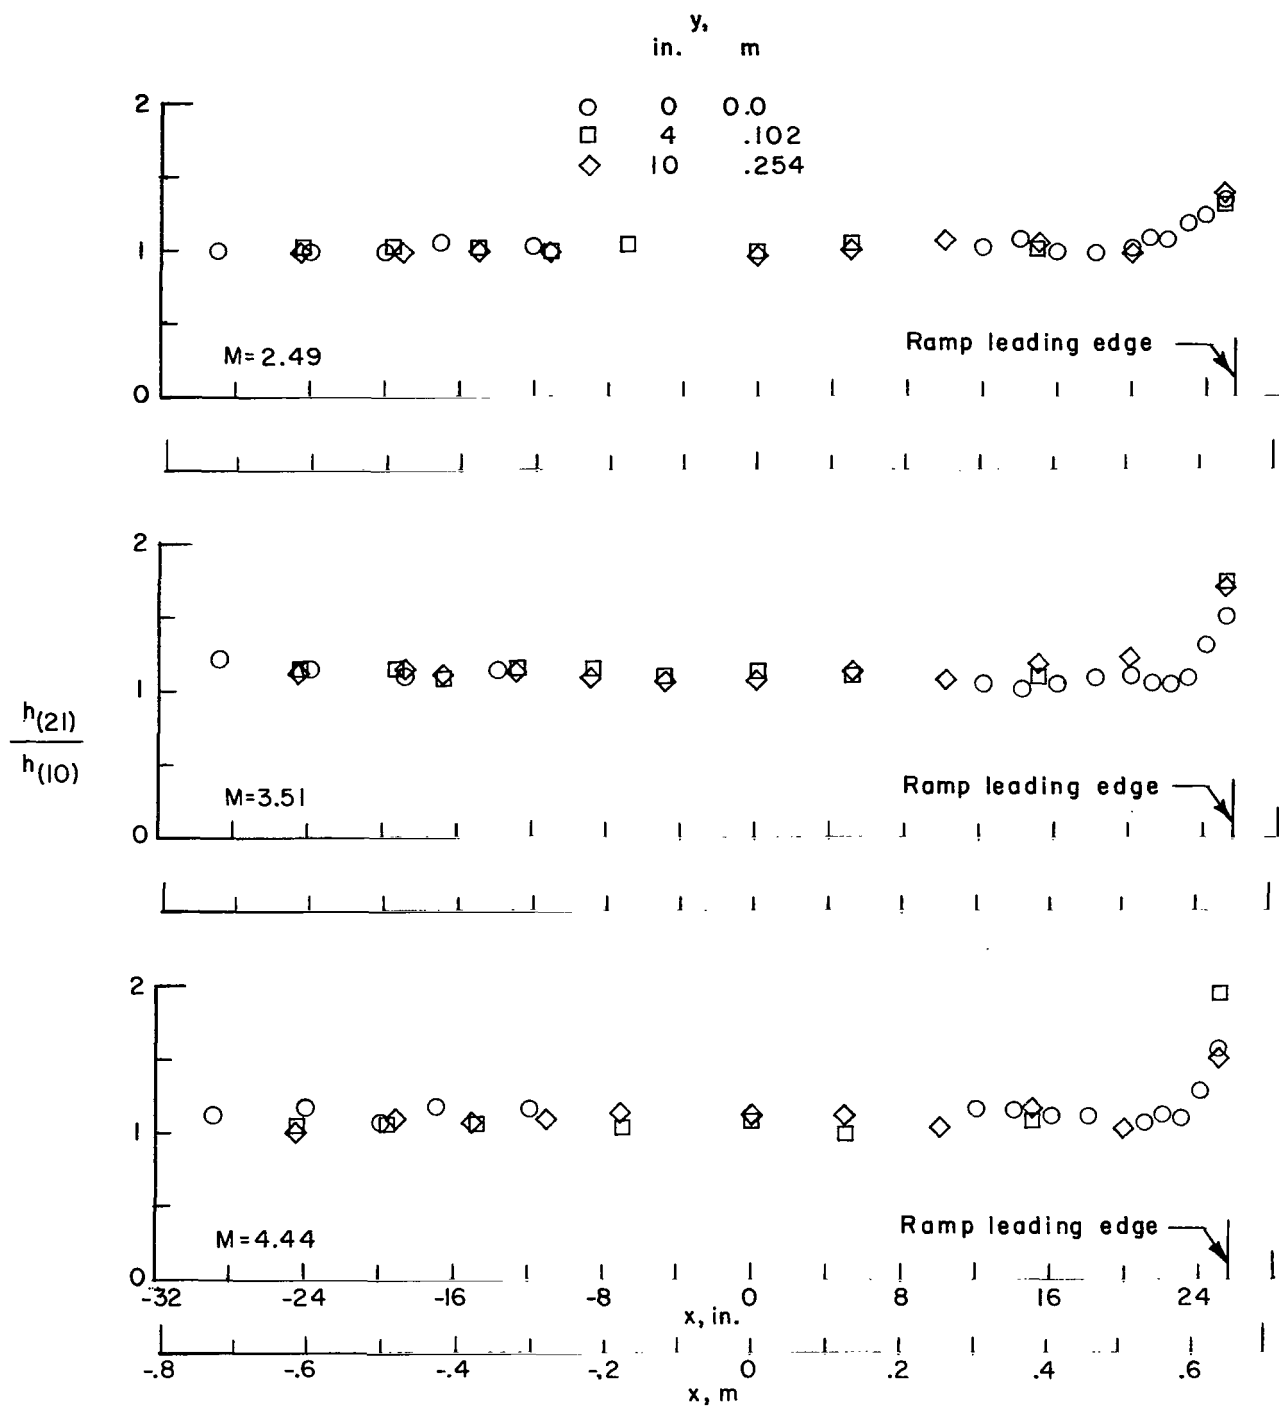 y,
in. m
0 0.0
4 .102
10 .254
2
1
0
M=2.49
Ramp leading edge
2
1
0
M=3.51
Ramp leading edge
h(21)
h(10)
2
1
0
M=4.44
Ramp leading edge
-32 -24 -16 -8 0 8 16 24
x, in.
-.8 -.6 -.4 -.2 0 .2 .4 .6
x, m